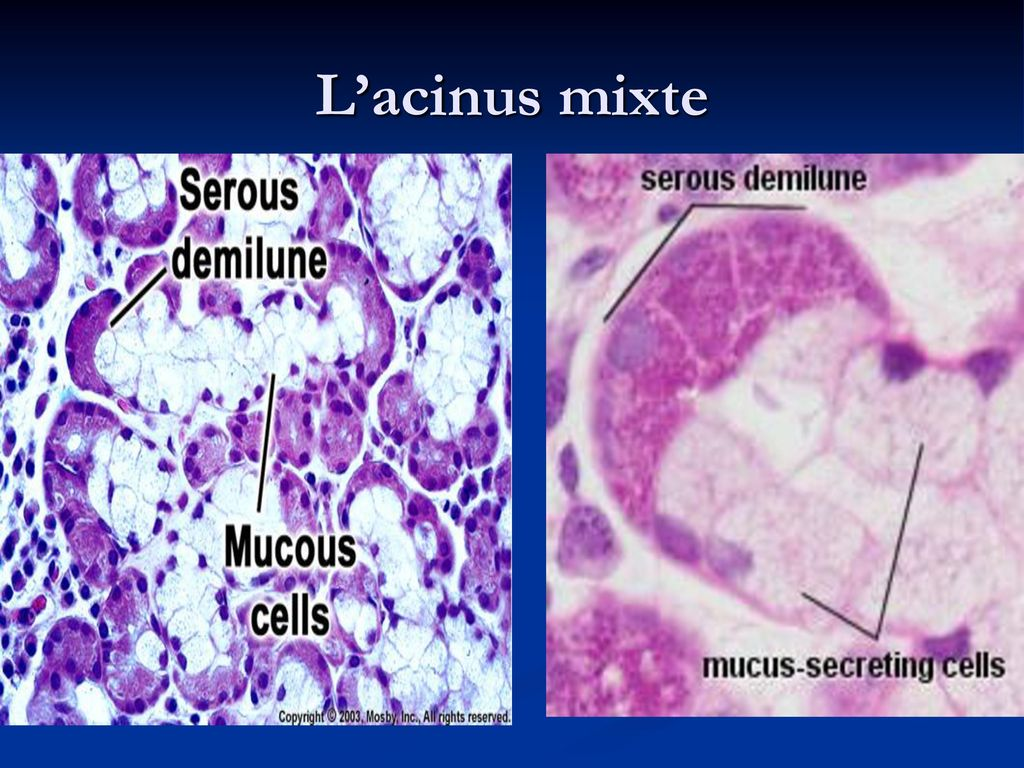 L’acinus mixte
Serous
demilune
Mucous
cells
Copyright © 2003, Mosby, Inc., All rights reserved.
serous demilune
mucus-secreting cells